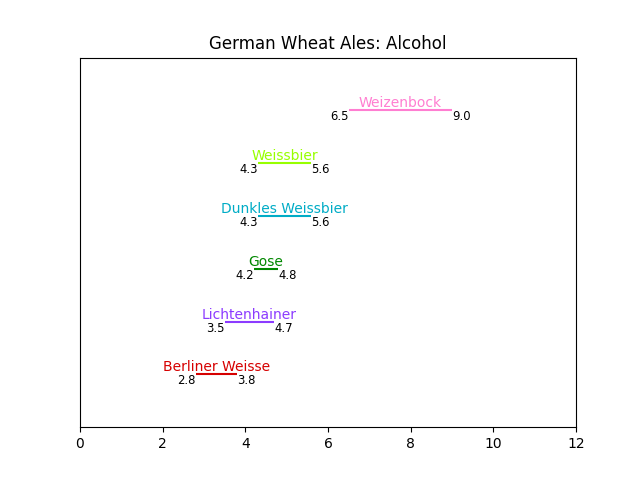 German Wheat Ales: Alcohol
Weizenbock
6.5 9.0
Weissbier
4.3 5.6
Dunkles Weissbier
4.3 5.6
Gose
4.2 4.8
Lichtenhainer
3.5 4.7
Berliner Weisse
2.8 3.8
0 2 4 6 8 10 12